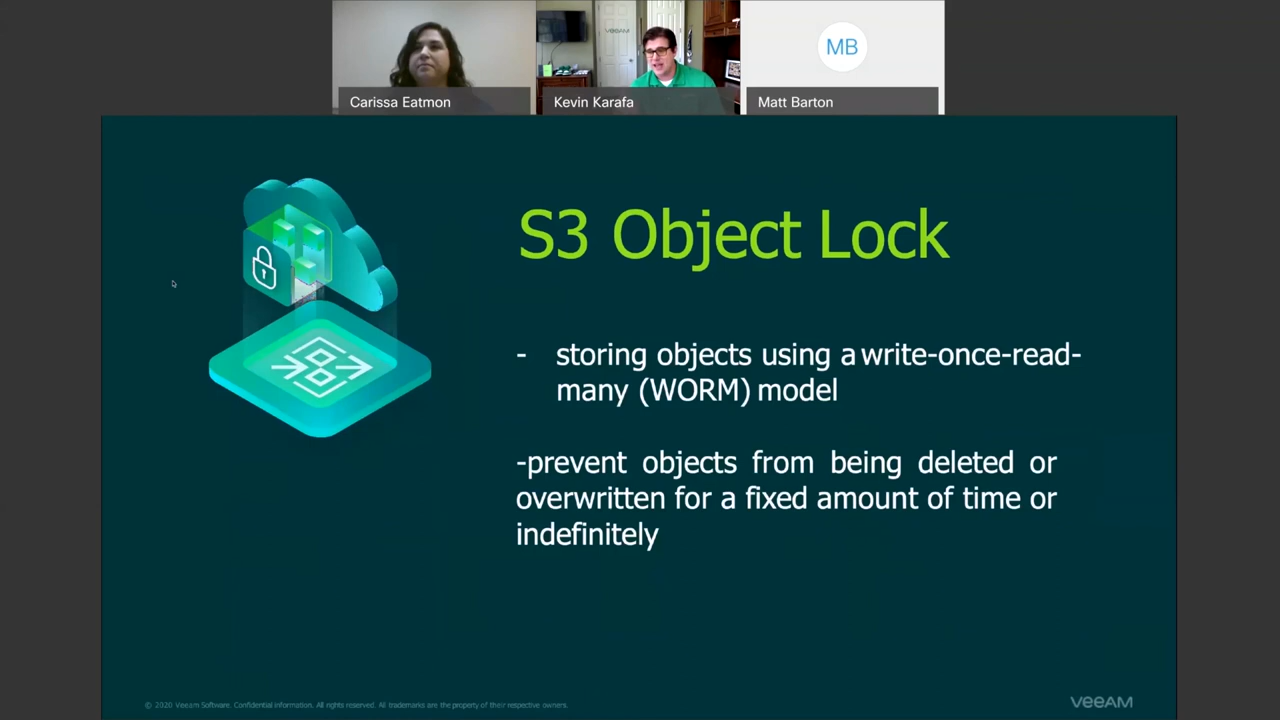 VEEAM
MB
Carissa Eatmon
Kevin Karafa
Matt Barton
S3 Object Lock
- storing objects using a write-once-read-
many (WORM) model
-prevent objects from being deleted or
overwritten for a fixed amount of time or
indefinitely
© 2020 Veeam Software. Confidential information. All rights reserved. All trademarks are the property of their respective owners.
VEEAM